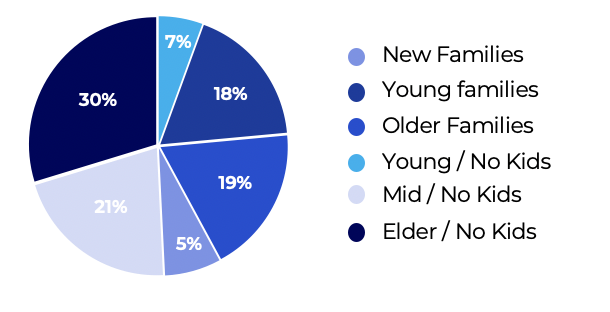 7%
18%
30%
19%
21%
5%
New Families
Young families
Older Families
Young / No Kids
Mid / No Kids
Elder / No Kids